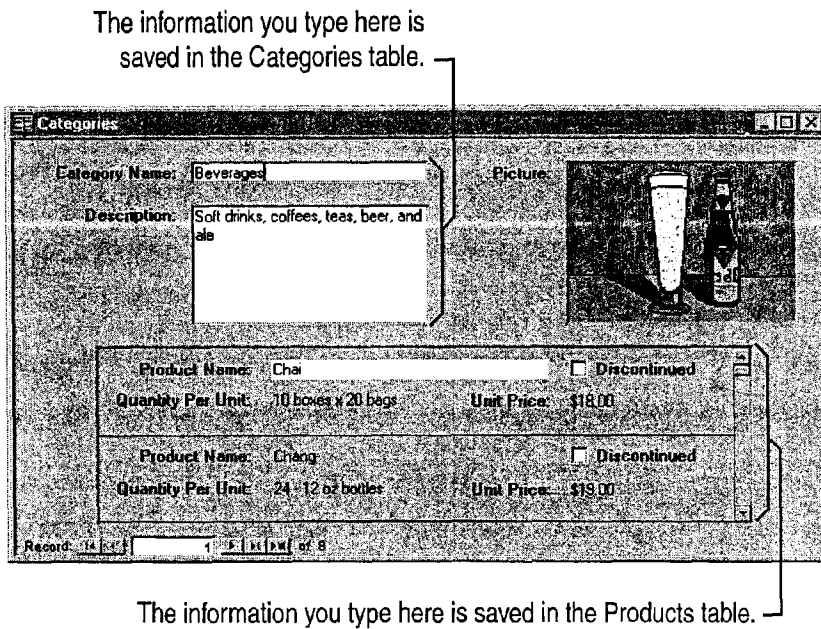 The information you type here is
saved in the Categories table.
Categories
Category Name: Beverages
Picture:
Description: Soft drinks, coffees, teas, beer, and
ale
Product Name: Chai Discontinued
Quantity Per Unit: 10 boxes x 20 bags Unit Price: $18.00
Product Name: Chang Discontinued
Quantity Per Unit: 24 - 12 oz bottles Unit Price: $19.00
Record: 1 of 8
The information you type here is saved in the Products table.